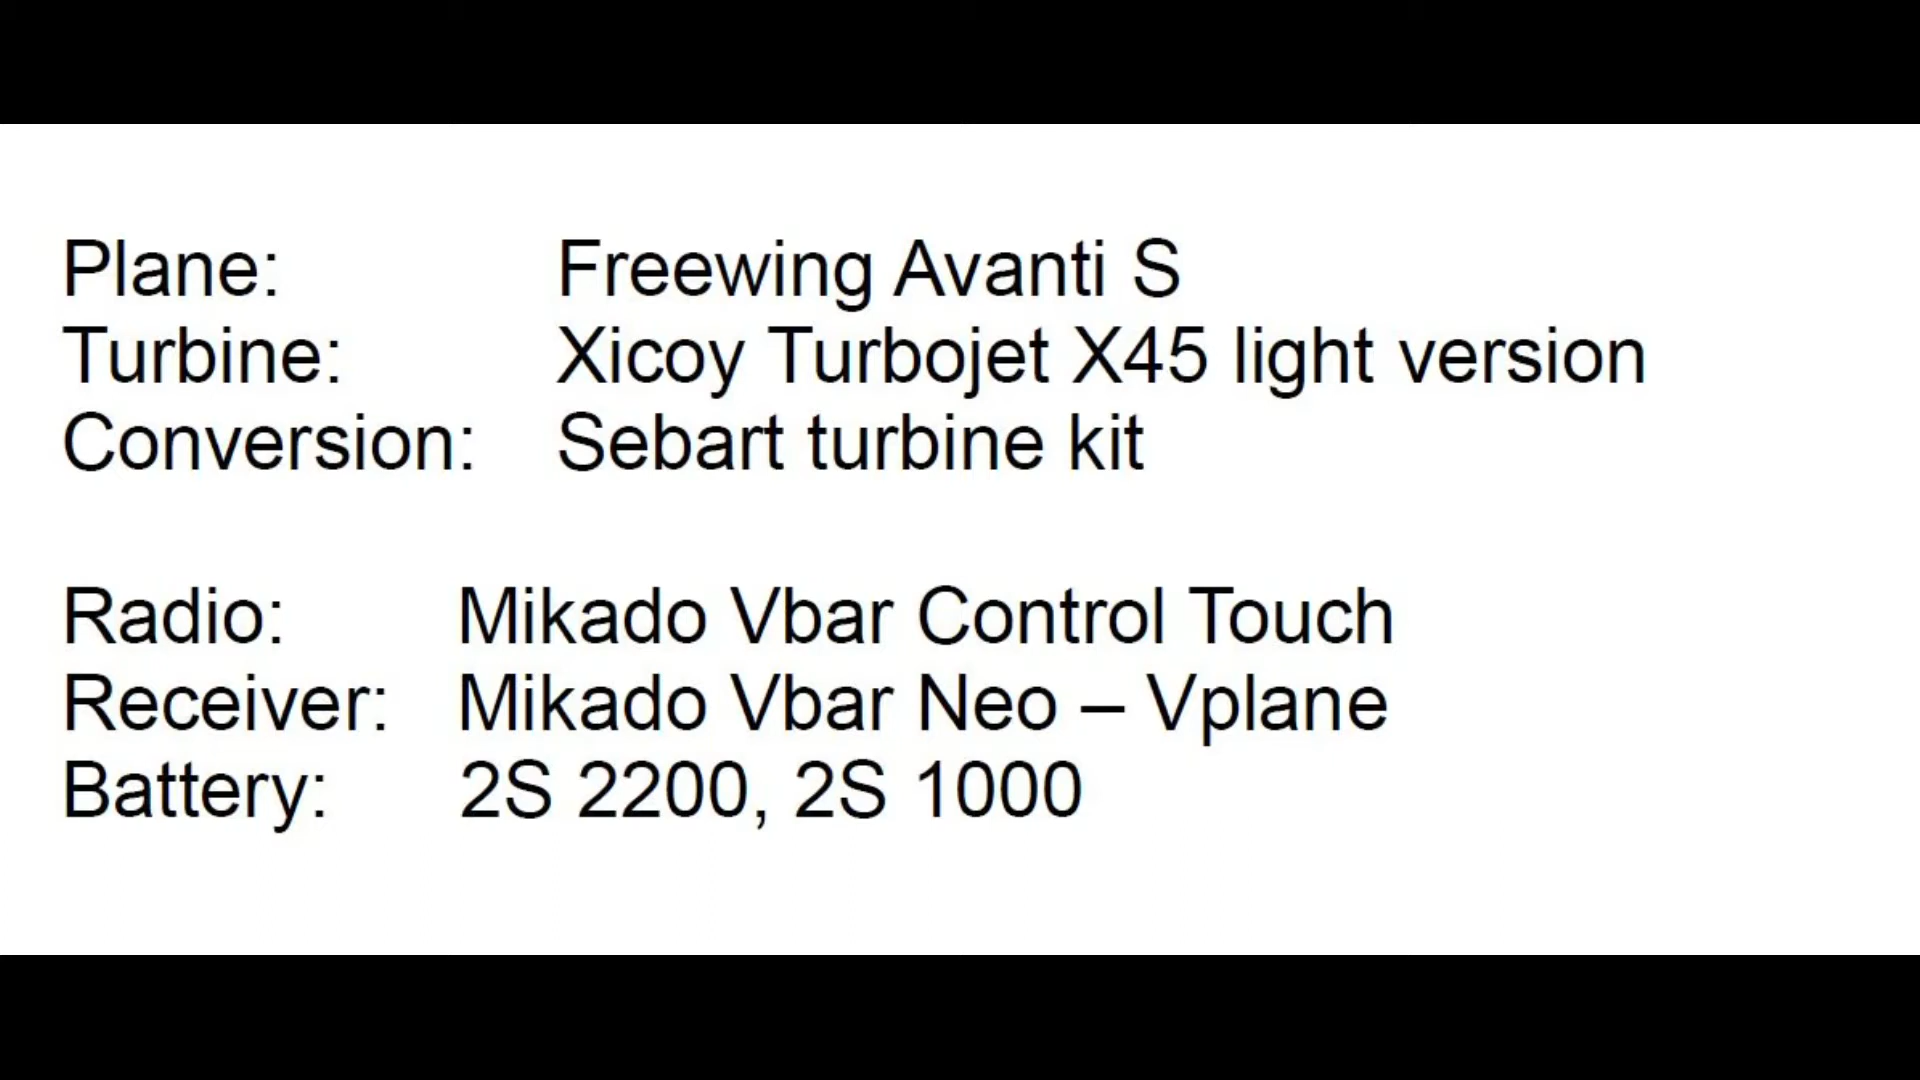 Plane: Freewing Avanti S
Turbine: Xicoy Turbojet X45 light version
Conversion: Sebart turbine kit
Radio: Mikado Vbar Control Touch
Receiver: Mikado Vbar Neo – Vplane
Battery: 2S 2200, 2S 1000